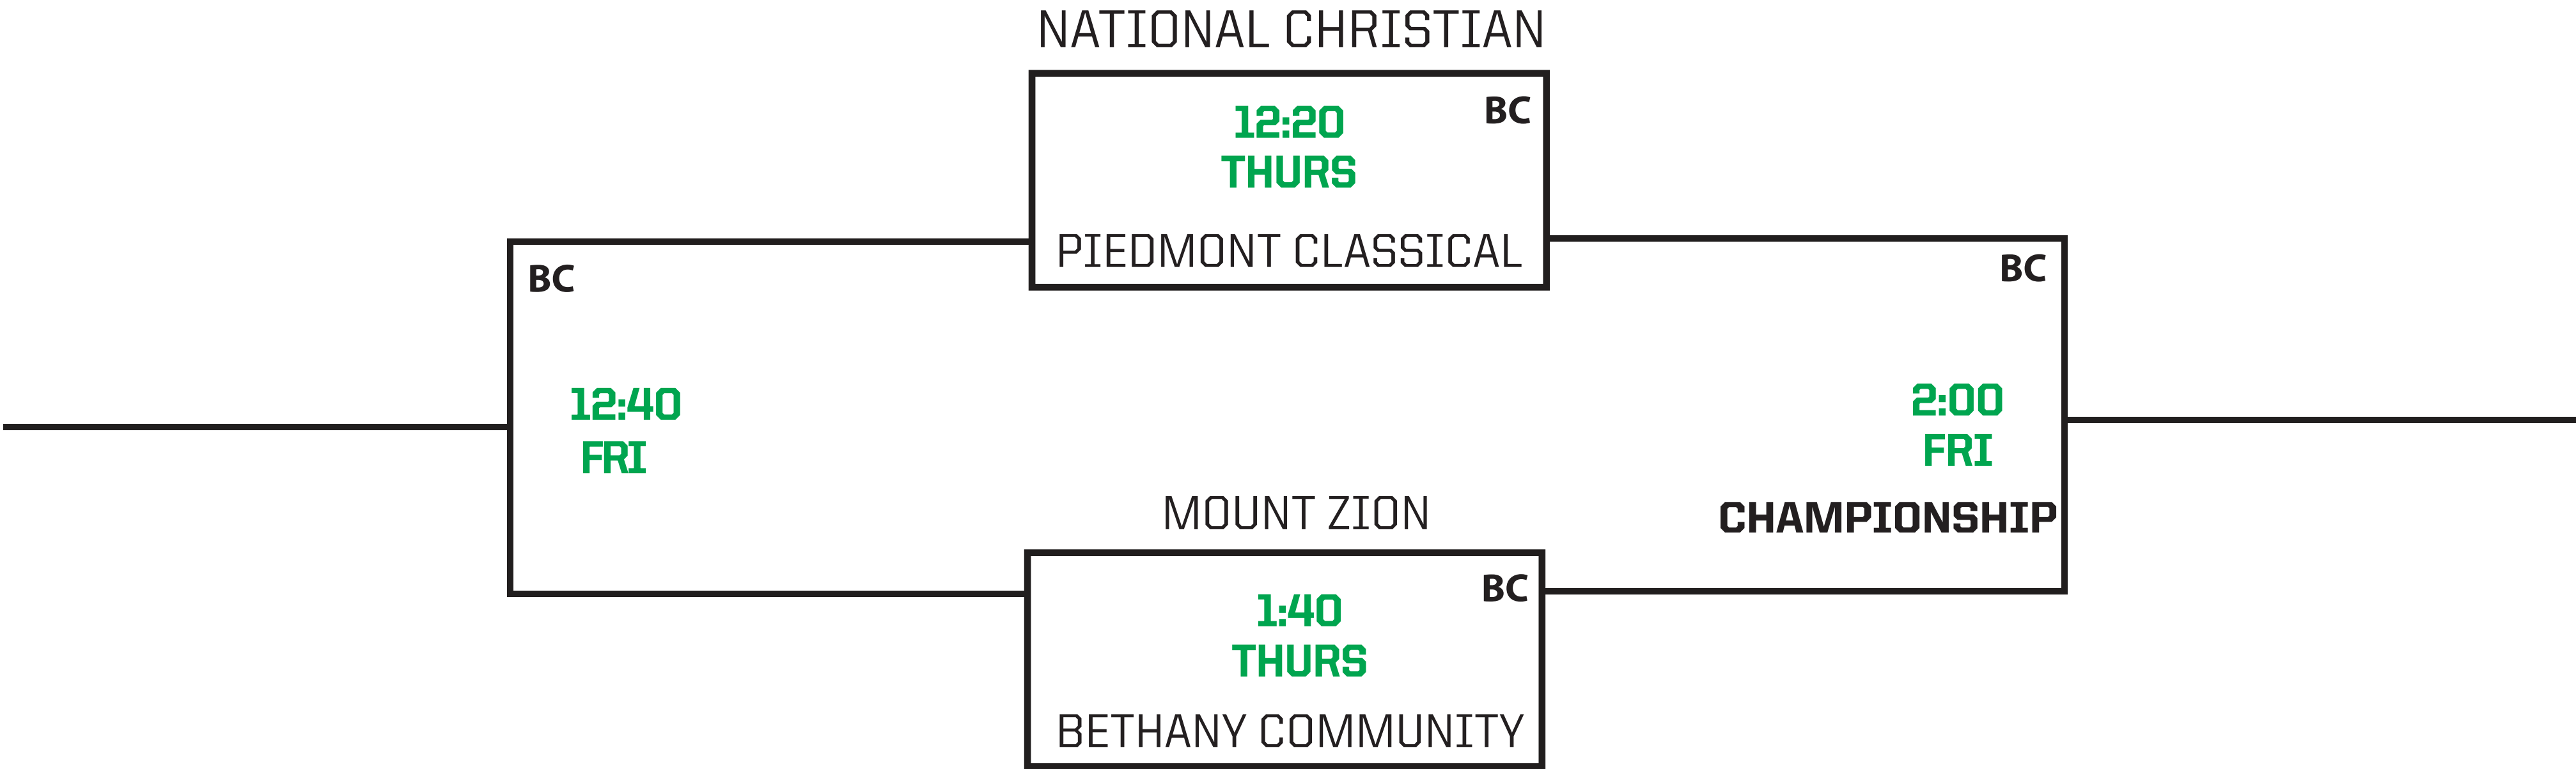 NATIONAL CHRISTIAN
BC
12:20
THURS
PIEDMONT CLASSICAL
BC
12:40
FRI
BC
2:00
FRI
CHAMPIONSHIP
MOUNT ZION
BC
1:40
THURS
BETHANY COMMUNITY